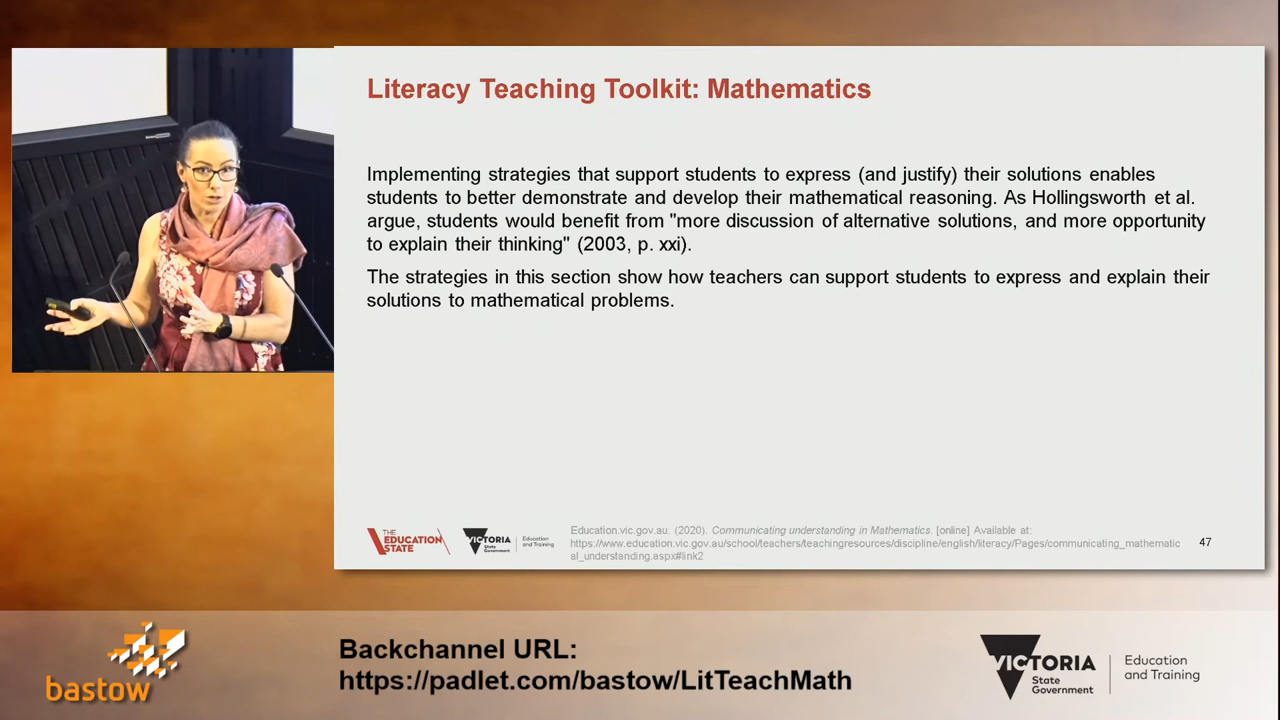 Literacy Teaching Toolkit: Mathematics
Implementing strategies that support students to express (and justify) their solutions enables
students to better demonstrate and develop their mathematical reasoning. As Hollingsworth et al.
argue, students would benefit from "more discussion of alternative solutions, and more opportunity
to explain their thinking" (2003, p. xxi).
The strategies in this section show how teachers can support students to express and explain their
solutions to mathematical problems.
THE
EDUCATION
STATE
VICTORIA
State
Government
Education
and Training
Education.vic.gov.au. (2020). Communicating understanding in Mathematics. [online] Available at:
https://www.education.vic.gov.au/school/teachers/teachingresources/discipline/english/literacy/Pages/communicating_mathematic
al_understanding.aspx#link2
47
bastow
Backchannel URL:
https://padlet.com/bastow/LitTeachMath
VICTORIA
State
Government
Education
and Training